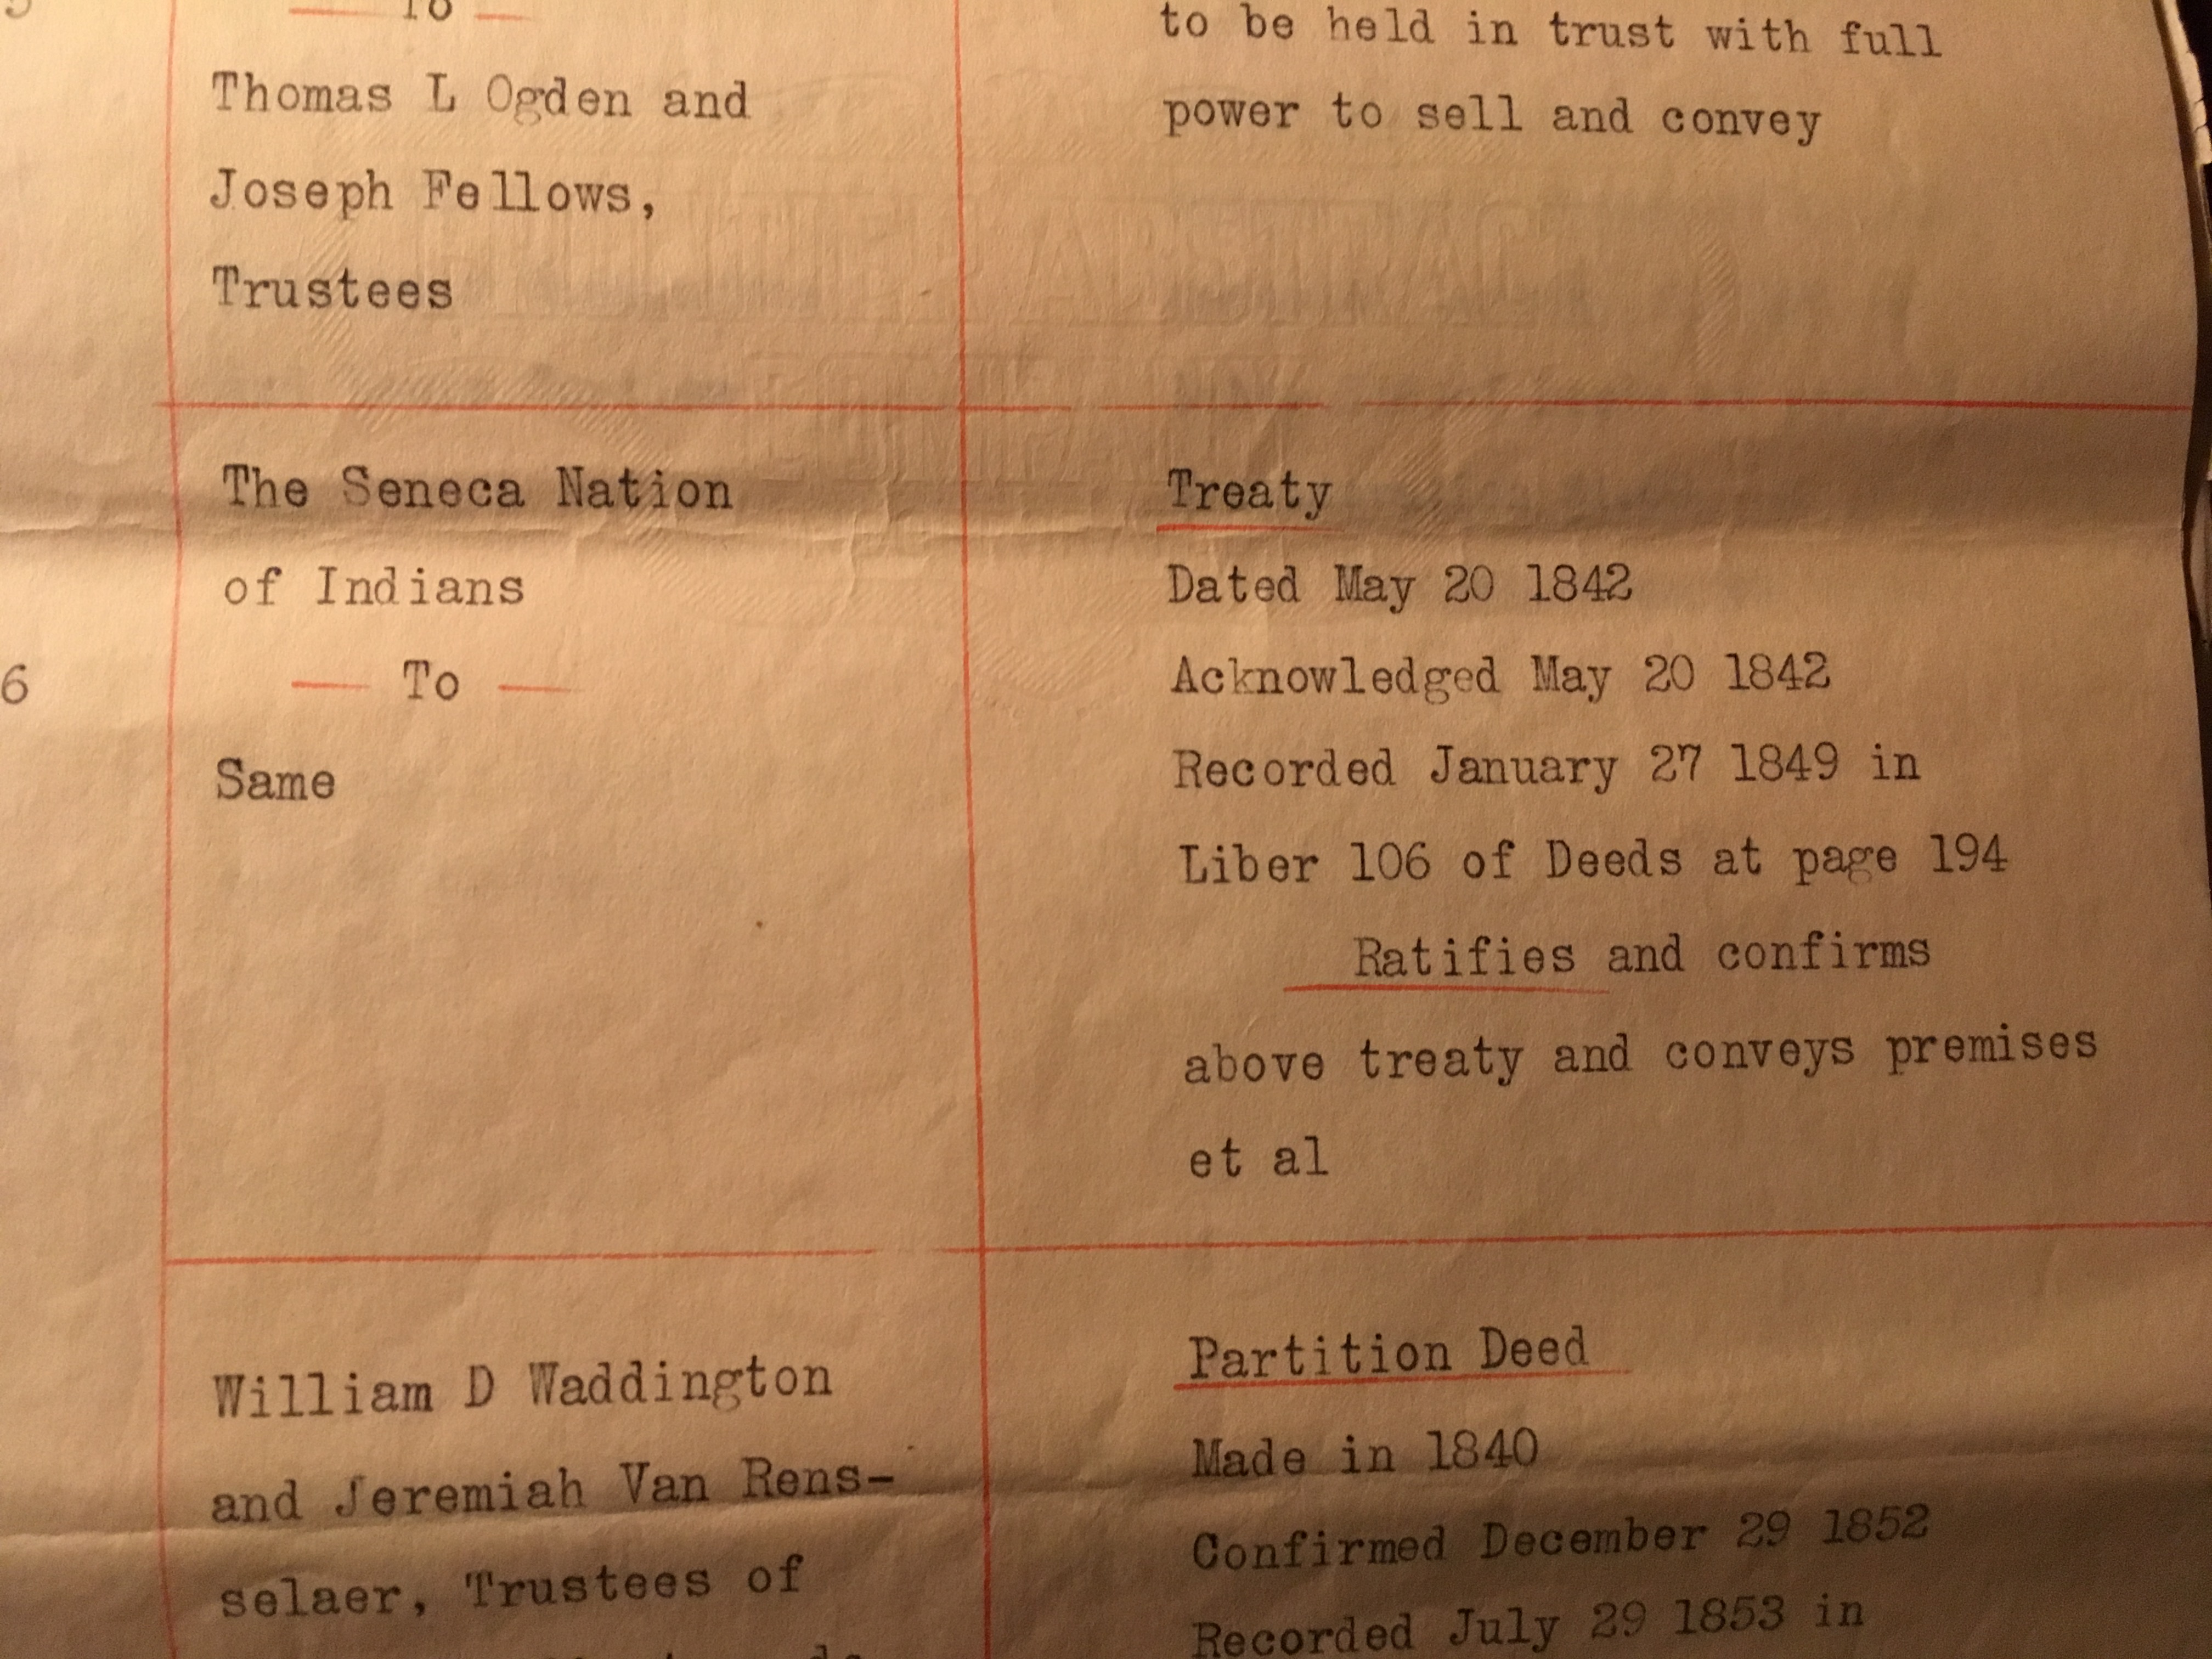 To
Thomas L Ogden and
Joseph Fellows,
Trustees
to be held in trust with full
power to sell and convey
6
The Seneca Nation
of Indians
To
Same
Treaty
Dated May 20 1842
Acknowledged May 20 1842
Recorded January 27 1849 in
Liber 106 of Deeds at page 194
Ratifies and confirms
above treaty and conveys premises
et al
William D Waddington
and Jeremiah Van Rens-
selaer, Trustees of
Partition Deed
Made in 1840
Confirmed December 29 1852
Recorded July 29 1853 in